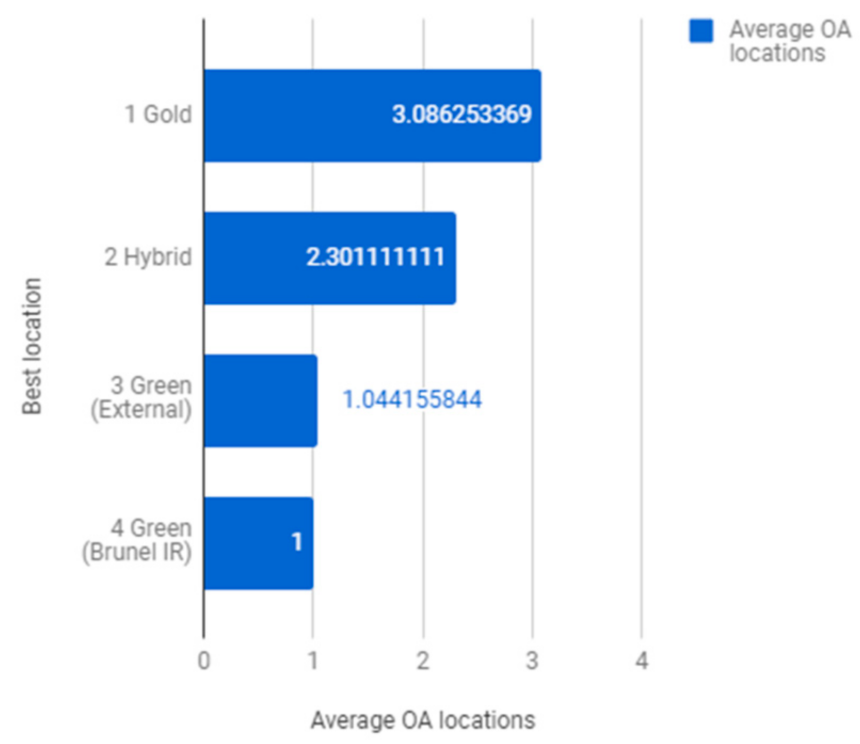 Average OA
locations
1 Gold
3.086253369
2 Hybrid
2.301111111
3 Green
(External)
1.044155844
4 Green
(Brunel IR)
1
Best location
0 1 2 3 4
Average OA locations